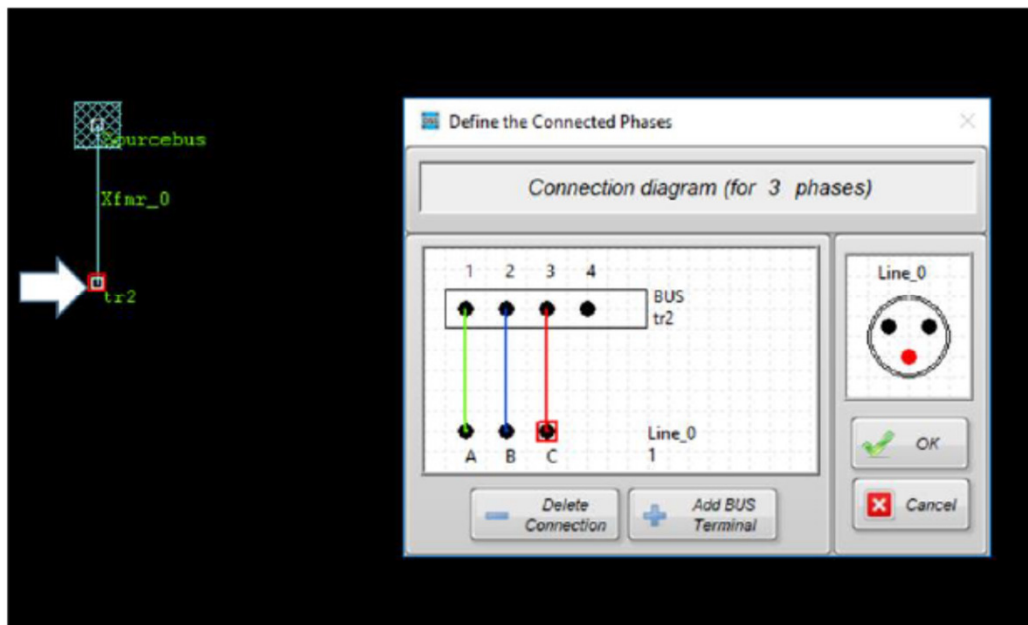 Sourcebus
Xfmr_0
tr2
Define the Connected Phases
Connection diagram (for 3 phases)
1 2 3 4
BUS
tr2
Line_0
1
A B C
Delete
Connection
Add BUS
Terminal
Line_0
OK
Cancel